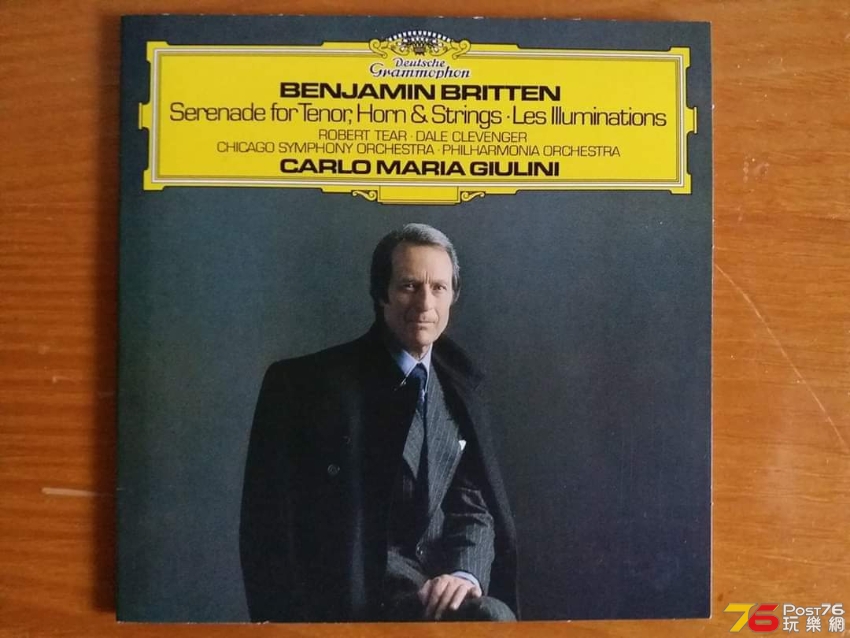 Deutsche
Grammophon
BENJAMIN BRITTEN
Serenade for Tenor, Horn & Strings · Les Illuminations
ROBERT TEAR · DALE CLEVENGER
CHICAGO SYMPHONY ORCHESTRA · PHILHARMONIA ORCHESTRA
CARLO MARIA GIULINI
76 Post76
玩樂網